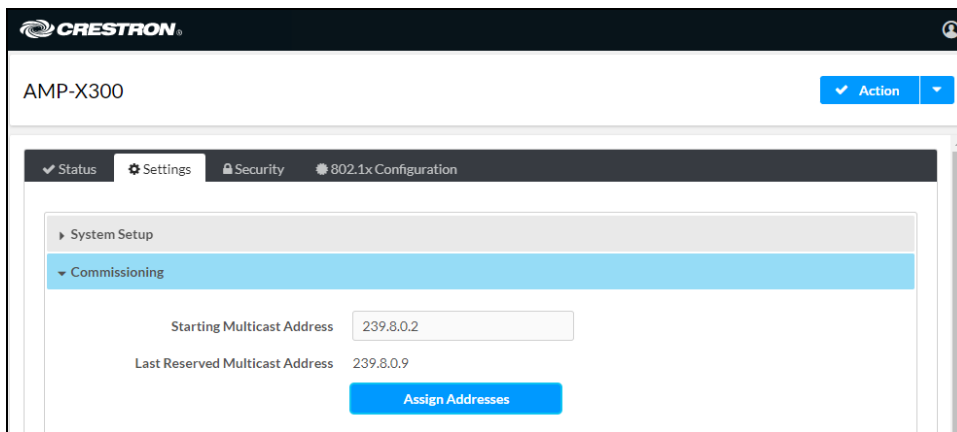 CRESTRON®
AMP-X300
Action
Status Settings Security 802.1x Configuration
System Setup
Commissioning
Starting Multicast Address 239.8.0.2
Last Reserved Multicast Address 239.8.0.9
Assign Addresses